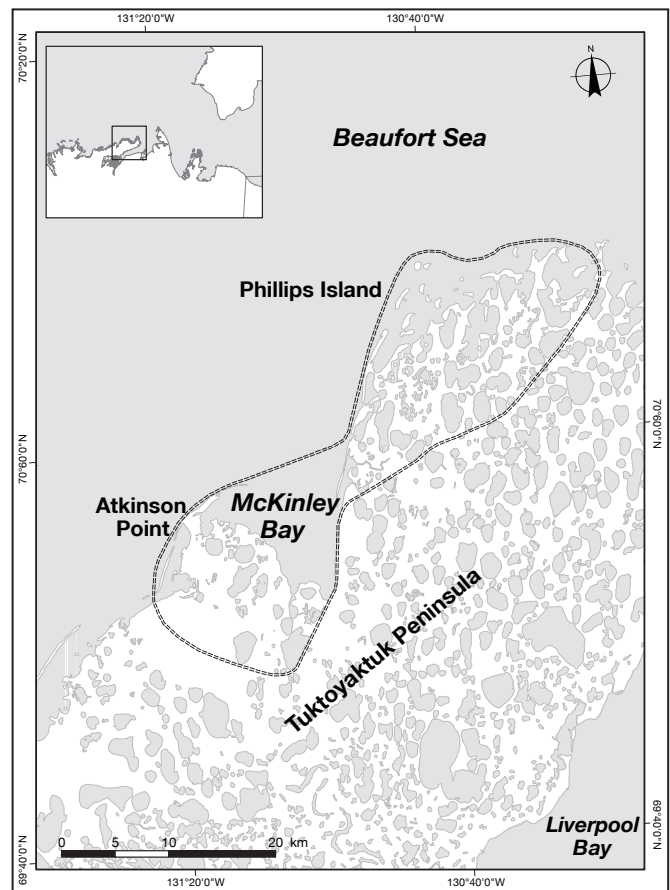 131°20'0"W
130°40'0"W
70°20'0"N
N
Beaufort Sea
Phillips Island
70°60'0"N
70°60'0"N
Atkinson
Point
McKinley
Bay
Tuktoyaktuk Peninsula
Liverpool
Bay
69°40'0"N
69°40'0"N
0 5 10 20 km
131°20'0"W
130°40'0"W